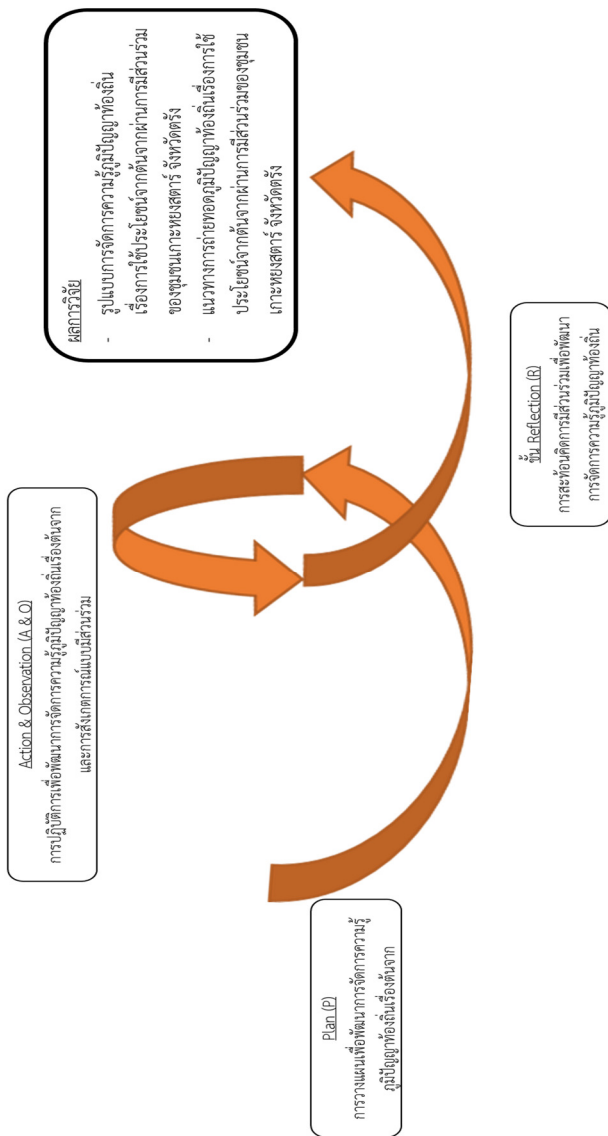 Plan (P)
การวางแผนเพื่อพัฒนาการจัดการความรู้
ภูมิปัญญาท้องถิ่นเรื่องต้นจาก
Action & Observation (A & O)
การปฏิบัติการเพื่อพัฒนาการจัดการความรู้ภูมิปัญญาท้องถิ่นเรื่องต้นจาก
และการสังเกตการณ์แบบมีส่วนร่วม
ขั้น Reflection (R)
การสะท้อนคิดการมีส่วนร่วมเพื่อพัฒนา
การจัดการความรู้ภูมิปัญญาท้องถิ่น
ผลการวิจัย
- รูปแบบการจัดการความรู้ภูมิปัญญาท้องถิ่น
เรื่องการใช้ประโยชน์จากต้นจากผ่านการมีส่วนร่วม
ของชุมชนเกาะหยงสตาร์ จังหวัดตรัง
- แนวทางการถ่ายทอดภูมิปัญญาท้องถิ่นเรื่องการใช้
ประโยชน์จากต้นจากผ่านการมีส่วนร่วมของชุมชน
เกาะหยงสตาร์ จังหวัดตรัง